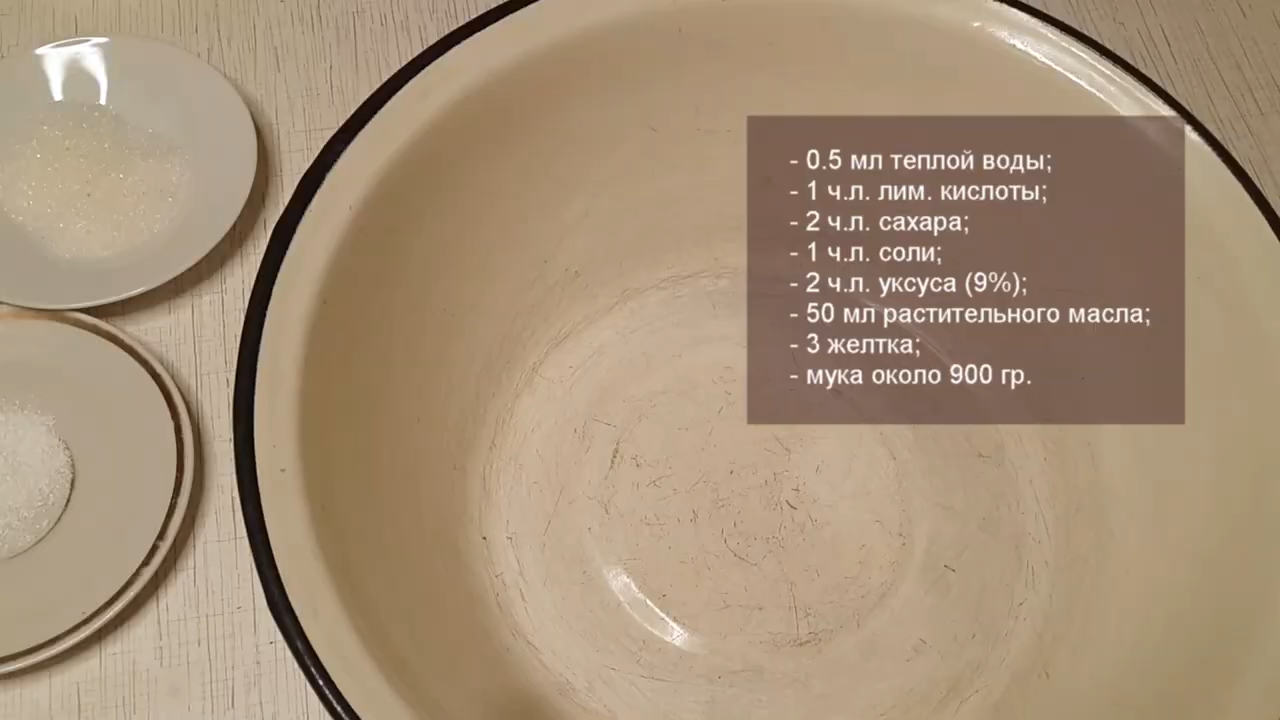 - 0.5 мл теплой воды;
- 1 ч.л. лим. кислоты;
- 2 ч.л. сахара;
- 1 ч.л. соли;
- 2 ч.л. уксуса (9%);
- 50 мл растительного масла;
- 3 желтка;
- мука около 900 гр.